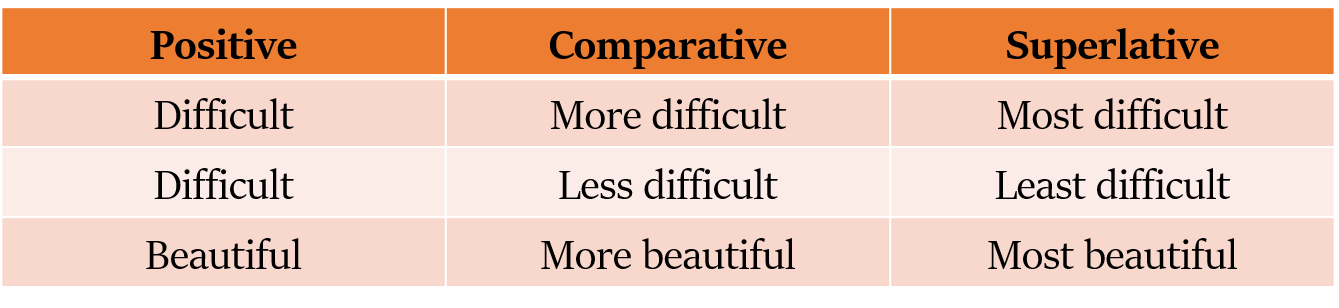 Positive Comparative Superlative
Difficult More difficult Most difficult
Difficult Less difficult Least difficult
Beautiful More beautiful Most beautiful